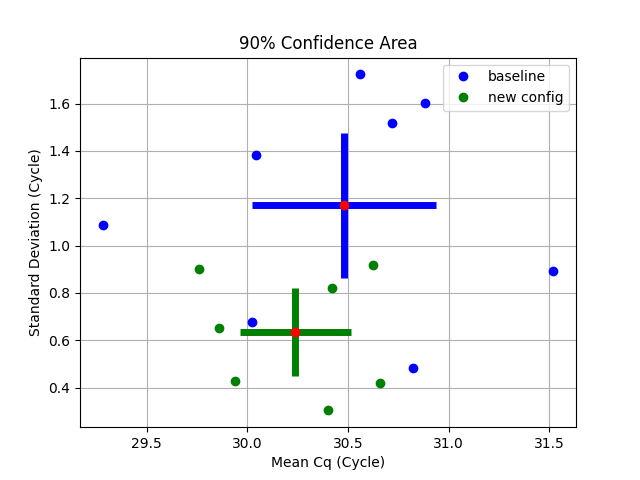 90% Confidence Area
baseline
new config
Standard Deviation (Cycle)
1.6
1.4
1.2
1.0
0.8
0.6
0.4
29.5 30.0 30.5 31.0 31.5
Mean Cq (Cycle)